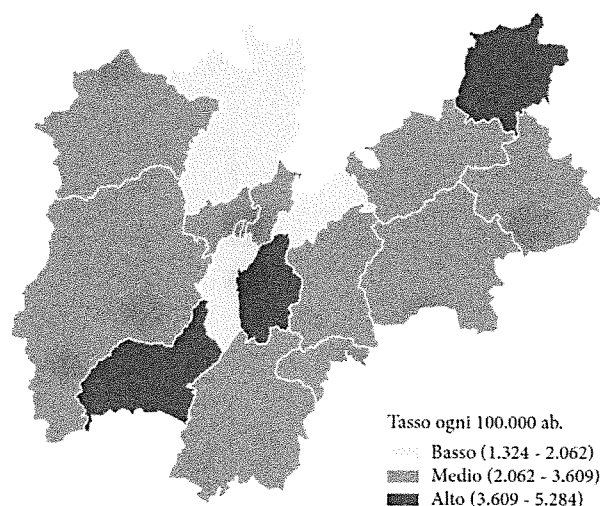 Tasso ogni 100.000 ab.
Basso (1.324 - 2.062)
Medio (2.062 - 3.609)
Alto (3.609 - 5.284)